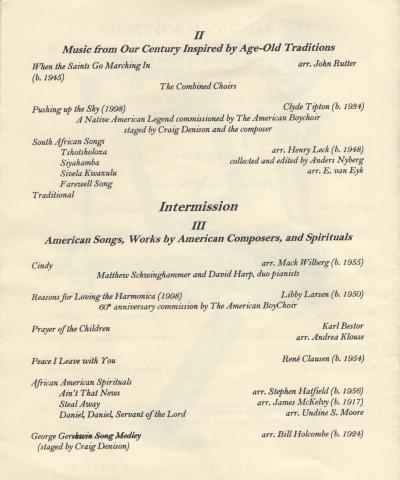 II
Music from Our Century Inspired by Age-Old Traditions
When the Saints Go Marching In arr. John Rutter
(b. 1945)
The Combined Choirs
Pushing up the Sky (1998) Clyde Tipton (b. 1934)
A Native American Legend commissioned by The American Boychoir
staged by Craig Denison and the composer
South African Songs
Tshotsholoza arr. Henry Leck (b. 1948)
Siyahamba collected and edited by Anders Nyberg
Sivela Kwazulu arr. E. van Eyk
Farewell Song
Traditional
Intermission
III
American Songs, Works by American Composers, and Spirituals
Cindy arr. Mack Wilberg (b. 1955)
Matthew Schwinghammer and David Harp, duo pianists
Reasons for Loving the Harmonica (1998) Libby Larsen (b. 1950)
60th anniversary commission by The American BoyChoir
Prayer of the Children Karl Bestor
arr. Andrea Klouse
Peace I Leave with You René Clausen (b. 1954)
African American Spirituals
Ain't That News arr. Stephen Hatfield (b. 1956)
Steal Away arr. James McKelvy (b. 1917)
Daniel, Daniel, Servant of the Lord arr. Undine S. Moore
George Gershwin Song Medley arr. Bill Holcombe (b. 1924)
(staged by Craig Denison)